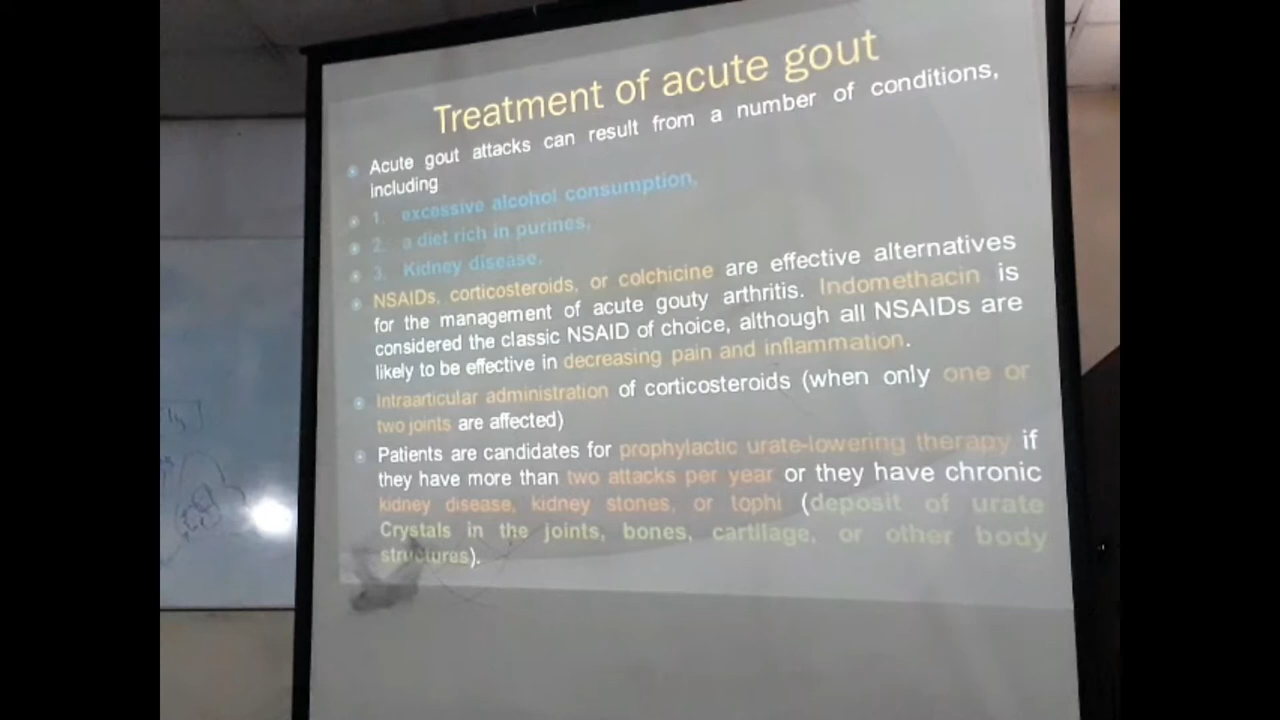 Treatment of acute gout
Acute gout attacks can result from a number of conditions,
including
1. excessive alcohol consumption,
2. a diet rich in purines,
3. Kidney disease.
NSAIDs, corticosteroids, or colchicine are effective alternatives
for the management of acute gouty arthritis. Indomethacin is
considered the classic NSAID of choice, although all NSAIDs are
likely to be effective in decreasing pain and inflammation.
Intraarticular administration of corticosteroids (when only one or
two joints are affected)
Patients are candidates for prophylactic urate-lowering therapy if
they have more than two attacks per year or they have chronic
kidney disease, kidney stones, or tophi (deposit of urate
Crystals in the joints, bones, cartilage, or other body
structures).